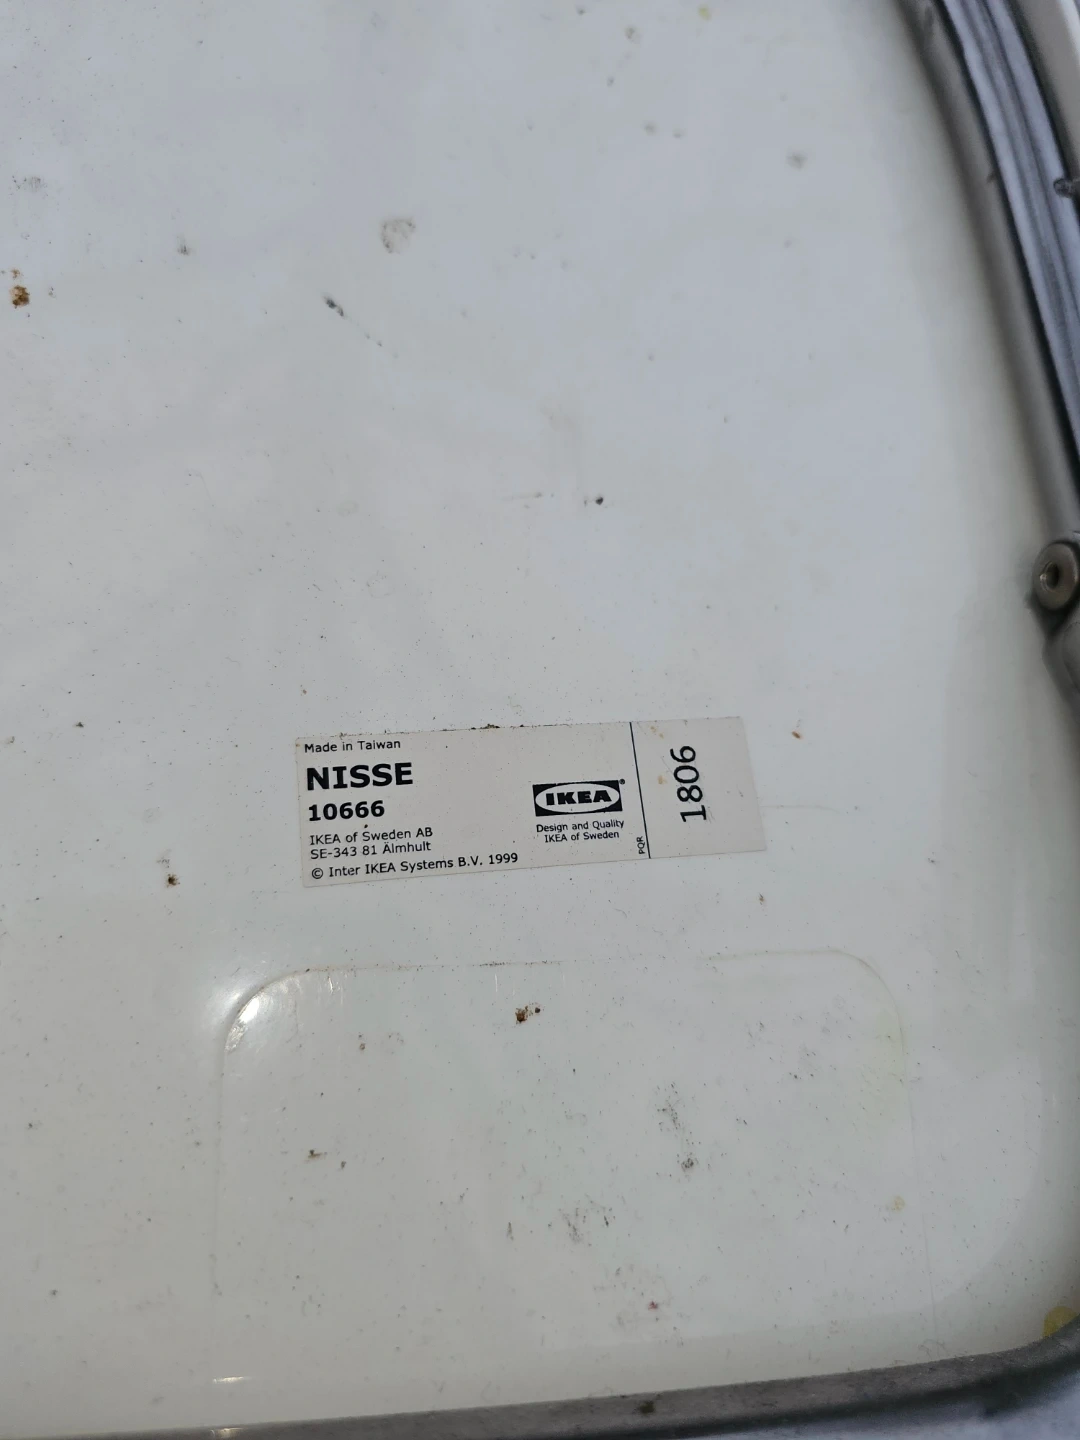 Made in Taiwan
NISSE
10666
IKEA of Sweden AB
SE-343 81 Älmhult
© Inter IKEA Systems B.V. 1999
IKEA®
Design and Quality
IKEA of Sweden
PQR
1806